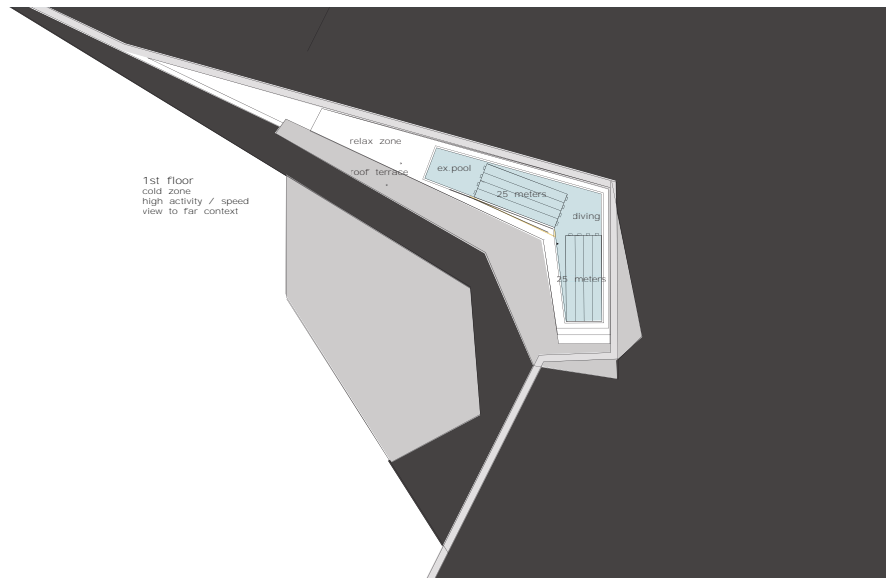 relax zone
roof terrace
ex.pool
25 meters
diving
25 meters
1st floor
cold zone
high activity / speed
view to far context